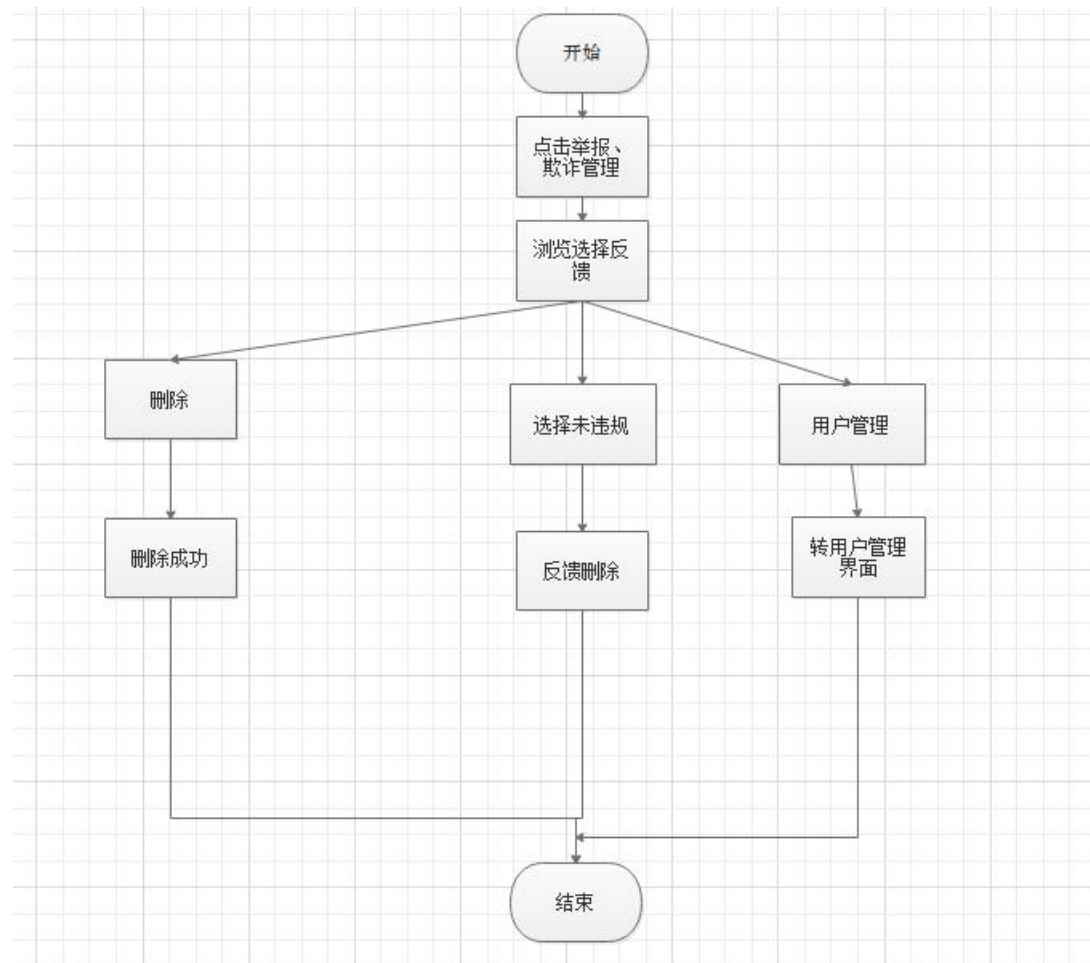 开始
点击举报、
欺诈管理
浏览选择反
馈
删除
选择未违规
用户管理
删除成功
反馈删除
转用户管理
界面
结束